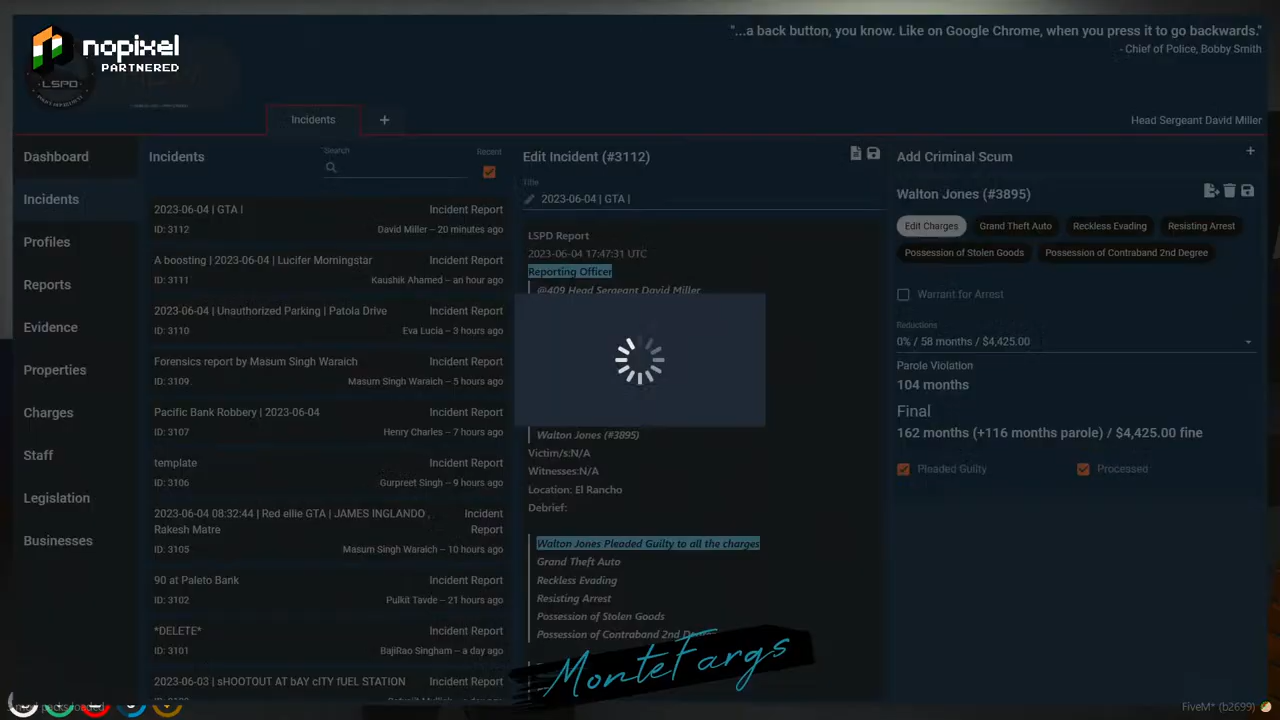 nopixel
PARTNERED
LSPD
"...a back button, you know. Like on Google Chrome, when you press it to go backwards."
- Chief of Police, Bobby Smith
Incidents
+
Head Sergeant David Miller
Dashboard
Incidents
Profiles
Reports
Evidence
Properties
Charges
Staff
Legislation
Businesses
Incidents
Search
Recent
2023-06-04 | GTA |
Incident Report
ID: 3112
David Miller – 20 minutes ago
A boosting | 2023-06-04 | Lucifer Morningstar
Incident Report
ID: 3111
Kaushik Ahamed – an hour ago
2023-06-04 | Unauthorized Parking | Patola Drive
Incident Report
ID: 3110
Eva Lucia – 3 hours ago
Forensics report by Masum Singh Waraich
Incident Report
ID: 3109
Masum Singh Waraich – 5 hours ago
Pacific Bank Robbery | 2023-06-04
Incident Report
ID: 3107
Henry Charles – 7 hours ago
template
Incident Report
ID: 3106
Gurpreet Singh – 9 hours ago
2023-06-04 08:32:44 | Red ellie GTA | JAMES INGLANDO ,
Rakesh Matre
Incident
Report
ID: 3105
Masum Singh Waraich – 10 hours ago
90 at Paleto Bank
Incident Report
ID: 3102
Pulkit Tavde – 21 hours ago
*DELETE*
Incident Report
ID: 3101
BajiRao Singham – a day ago
2023-06-03 | sHOOTOUT AT bAY cITY fUEL STATION
Incident Report
Edit Incident (#3112)
Title
2023-06-04 | GTA |
LSPD Report
2023-06-04 17:47:31 UTC
Reporting Officer
@409 Head Sergeant David Miller
Walton Jones (#3895)
Victim/s:N/A
Witnesses:N/A
Location: El Rancho
Debrief:
Walton Jones Pleaded Guilty to all the charges
Grand Theft Auto
Reckless Evading
Resisting Arrest
Possession of Stolen Goods
Possession of Contraband 2nd
MonteFargs
Add Criminal Scum
+
Walton Jones (#3895)
Edit Charges
Grand Theft Auto
Reckless Evading
Resisting Arrest
Possession of Stolen Goods
Possession of Contraband 2nd Degree
Warrant for Arrest
Reductions
0% / 58 months / $4,425.00
Parole Violation
104 months
Final
162 months (+116 months parole) / $4,425.00 fine
Pleaded Guilty
Processed
FiveM* (b2699)